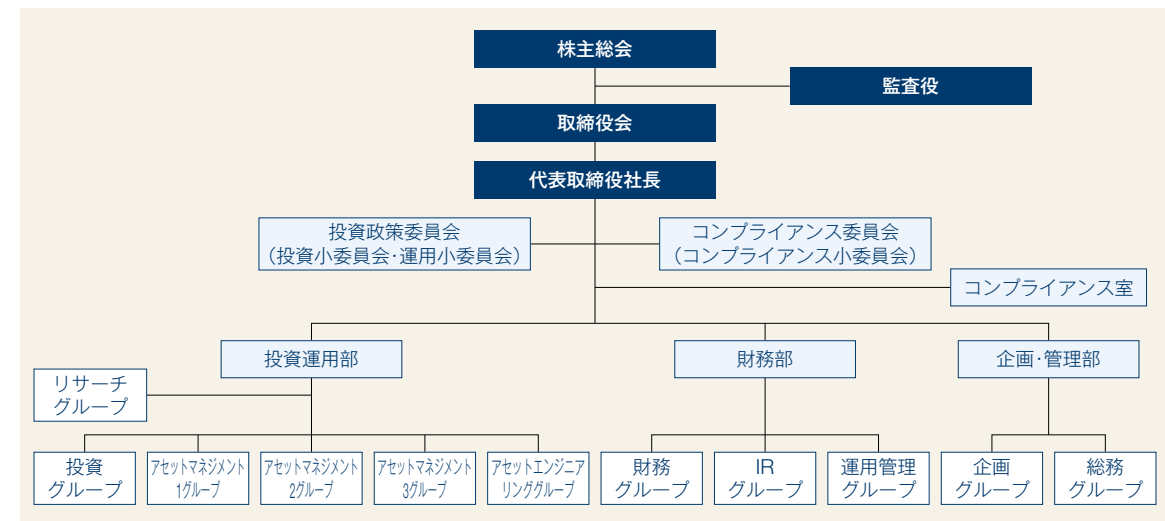 株主総会
監査役
取締役会
代表取締役社長
投資政策委員会
（投資小委員会・運用小委員会）
コンプライアンス委員会
（コンプライアンス小委員会）
コンプライアンス室
投資運用部
財務部
企画・管理部
リサーチ
グループ
投資
グループ
アセットマネジメント
1グループ
アセットマネジメント
2グループ
アセットマネジメント
3グループ
アセットエンジニア
リンググループ
財務
グループ
IR
グループ
運用管理
グループ
企画
グループ
総務
グループ